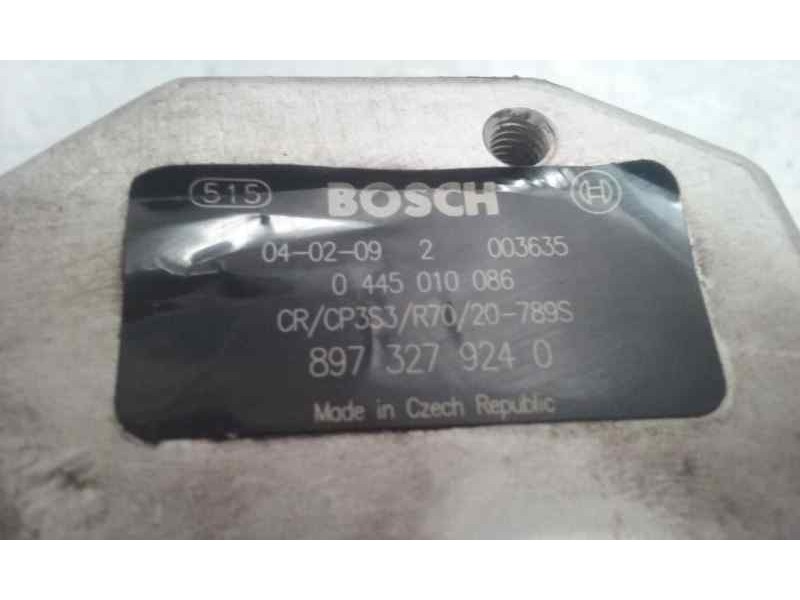 515 BOSCH
04-02-09 2 003635
0 445 010 086
CR/CP3S3/R70/20-789S
897 327 924 0
Made in Czech Republic